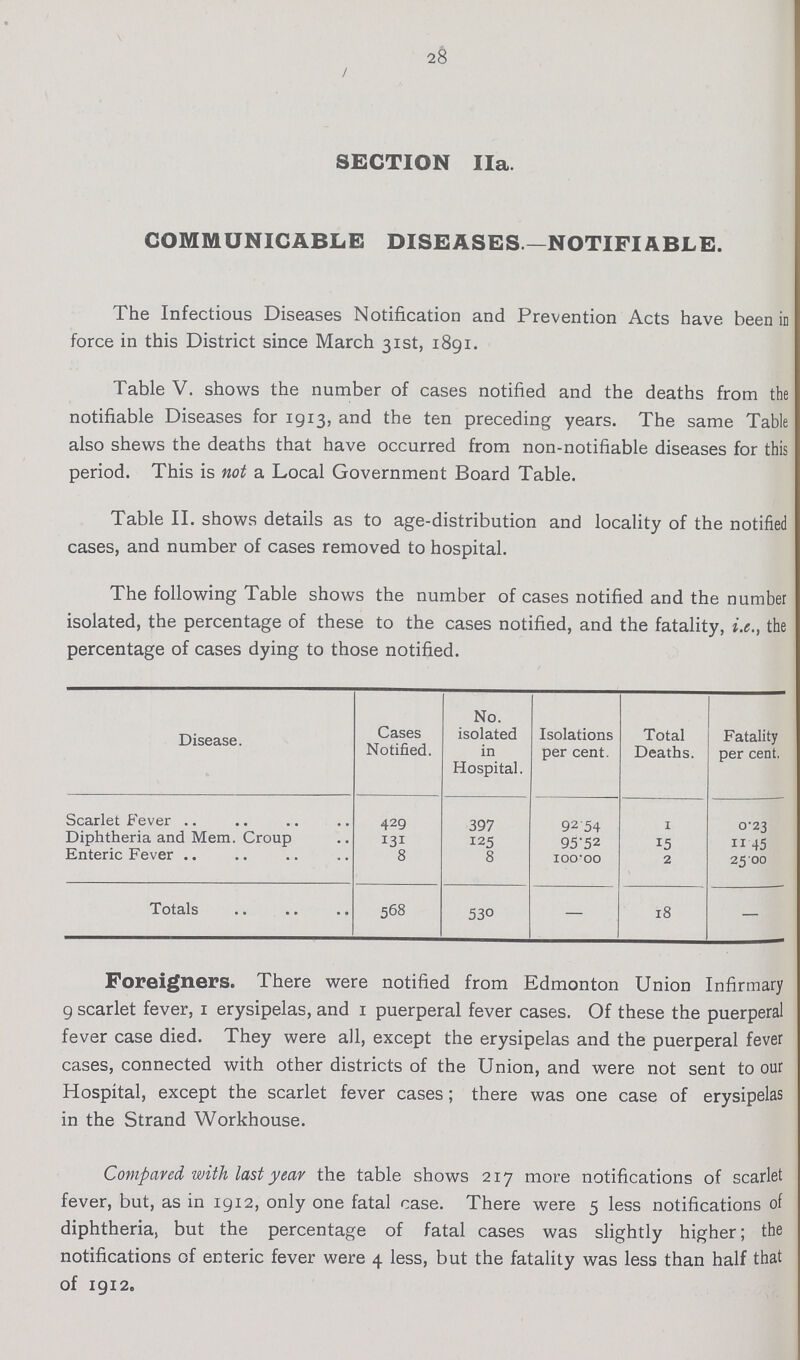 28
SECTION IIa.
COMMUNICABLE DISEASES.—NOTIFIABLE.
The Infectious Diseases Notification and Prevention Acts have been in
force in this District since March 31st, 1891.
Table V. shows the number of cases notified and the deaths from the
notifiable Diseases for 1913, and the ten preceding years. The same Table
also shews the deaths that have occurred from non-notifiable diseases for this
period. This is not a Local Government Board Table.
Table II. shows details as to age-distribution and locality of the notified
cases, and number of cases removed to hospital.
The following Table shows the number of cases notified and the number
isolated, the percentage of these to the cases notified, and the fatality, i.e., the
percentage of cases dying to those notified.
Disease. Cases Notified. No. isolated in Hospital. Isolations per cent. Total Deaths. Fatality per cent.
Scarlet Fever .. .. .. .. 429 397 92·54 1 0·23
Diphtheria and Mem. Croup .. 131 125 95·52 15 11·45
Enteric Fever .. .. .. .. 8 8 100·00 2 25·00
Totals .. .. .. 568 530 — 18 —
Foreigners. There were notified from Edmonton Union Infirmary
9 scarlet fever, 1 erysipelas, and 1 puerperal fever cases. Of these the puerperal
fever case died. They were all, except the erysipelas and the puerperal fever
cases, connected with other districts of the Union, and were not sent to our
Hospital, except the scarlet fever cases; there was one case of erysipelas
in the Strand Workhouse.
Compared with last year the table shows 217 more notifications of scarlet
fever, but, as in 1912, only one fatal case. There were 5 less notifications of
diphtheria, but the percentage of fatal cases was slightly higher; the
notifications of enteric fever were 4 less, but the fatality was less than half that
of 1912.